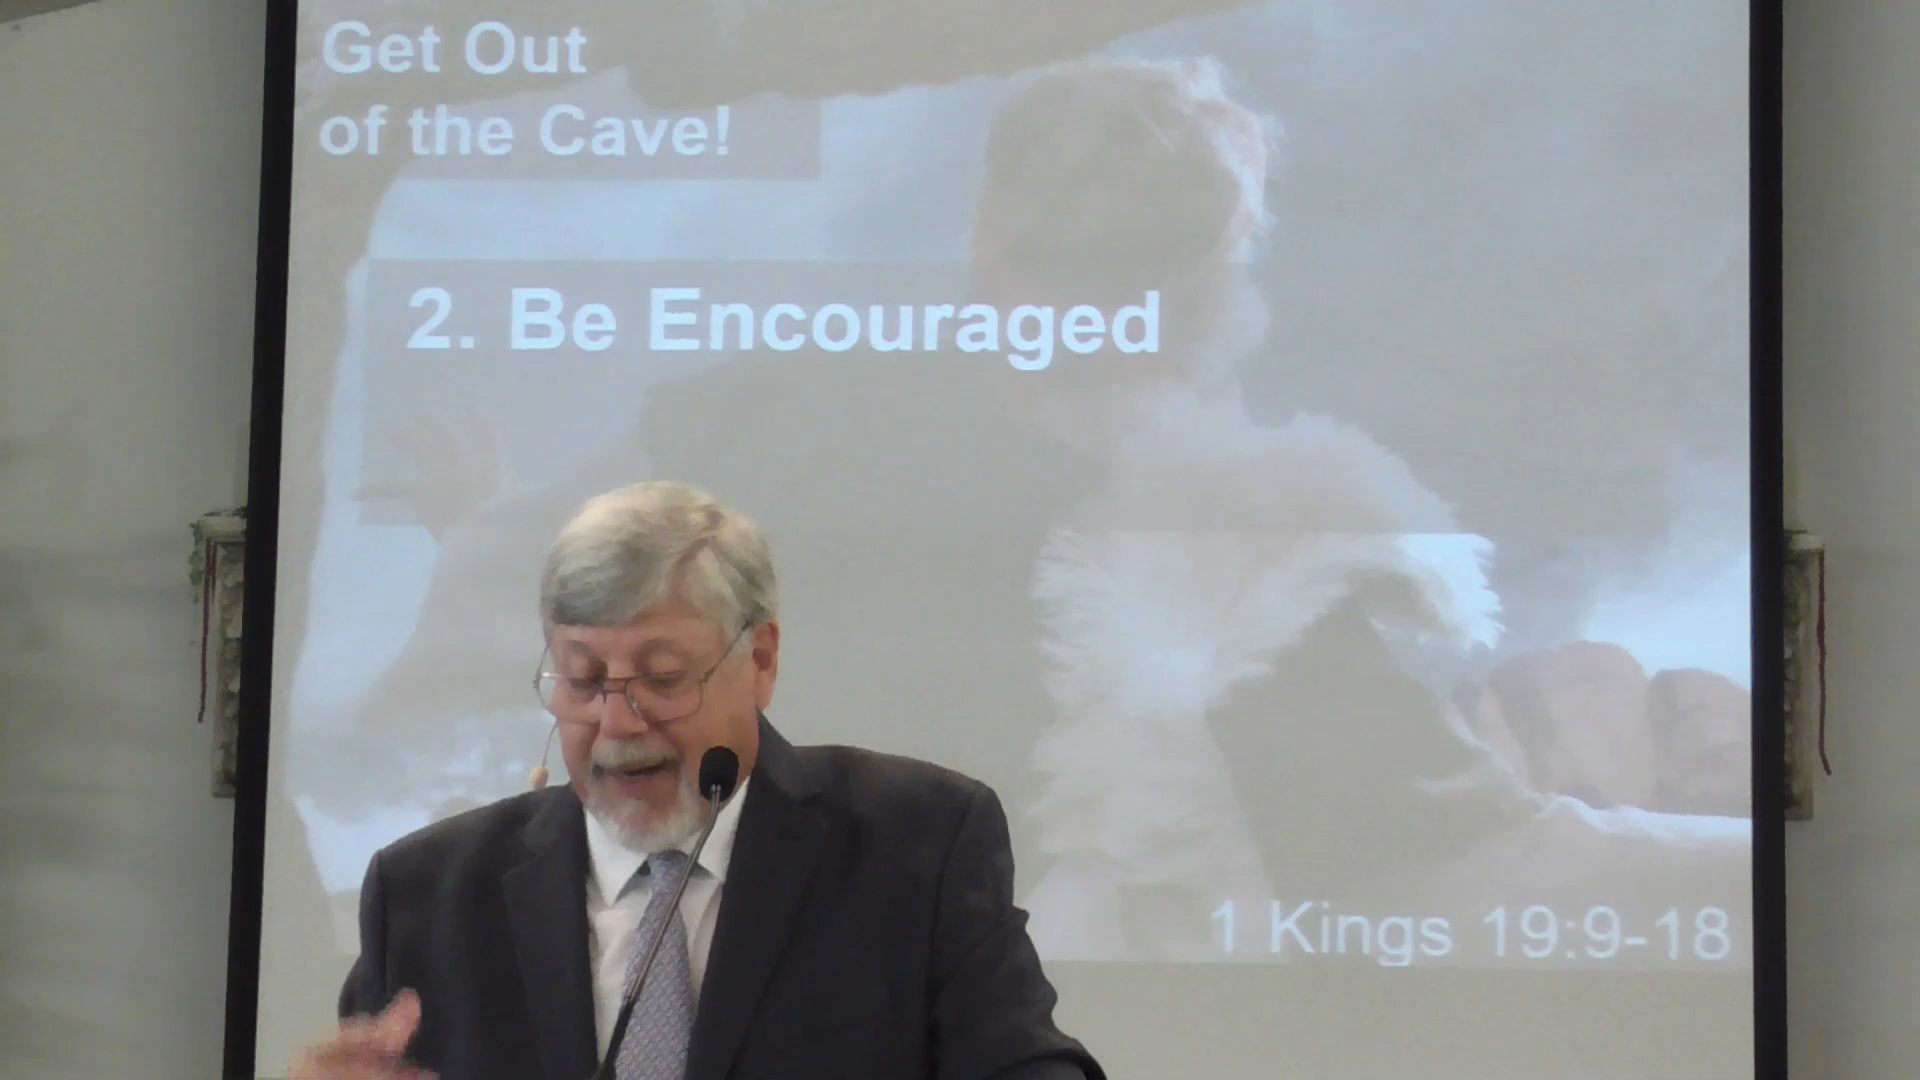 Get Out
of the Cave!
2. Be Encouraged
1 Kings 19:9-18